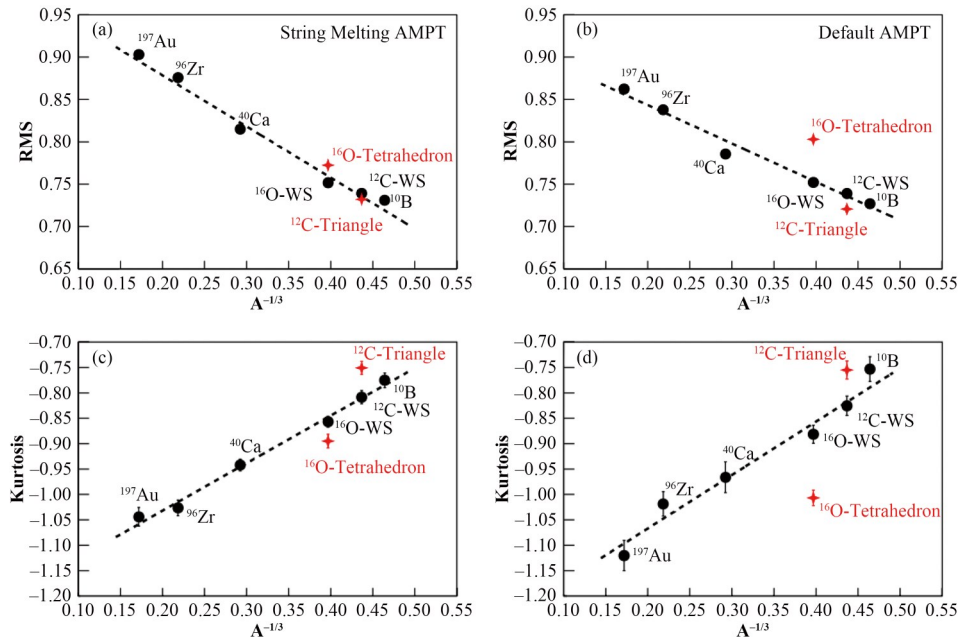 (a)
String Melting AMPT
0.95
0.90
0.85
0.80
0.75
0.70
0.65
RMS
¹⁹⁷Au
⁹⁶Zr
⁴⁰Ca
¹⁶O-Tetrahedron
¹⁶O-WS
¹²C-WS
¹⁰B
¹²C-Triangle
0.10 0.15 0.20 0.25 0.30 0.35 0.40 0.45 0.50 0.55
A⁻¹/³
(b)
Default AMPT
0.95
0.90
0.85
0.80
0.75
0.70
0.65
RMS
¹⁹⁷Au
⁹⁶Zr
¹⁶O-Tetrahedron
⁴⁰Ca
¹⁶O-WS
¹²C-WS
¹⁰B
¹²C-Triangle
0.10 0.15 0.20 0.25 0.30 0.35 0.40 0.45 0.50 0.55
A⁻¹/³
(c)
−0.70
−0.75
−0.80
−0.85
−0.90
−0.95
−1.00
−1.05
−1.10
−1.15
−1.20
Kurtosis
¹²C-Triangle
¹⁰B
¹²C-WS
¹⁶O-WS
⁴⁰Ca
¹⁶O-Tetrahedron
¹⁹⁷Au
⁹⁶Zr
0.10 0.15 0.20 0.25 0.30 0.35 0.40 0.45 0.50 0.55
A⁻¹/³
(d)
−0.70
−0.75
−0.80
−0.85
−0.90
−0.95
−1.00
−1.05
−1.10
−1.15
−1.20
Kurtosis
¹²C-Triangle
¹⁰B
¹²C-WS
¹⁶O-WS
⁴⁰Ca
⁹⁶Zr
¹⁶O-Tetrahedron
¹⁹⁷Au
0.10 0.15 0.20 0.25 0.30 0.35 0.40 0.45 0.50 0.55
A⁻¹/³